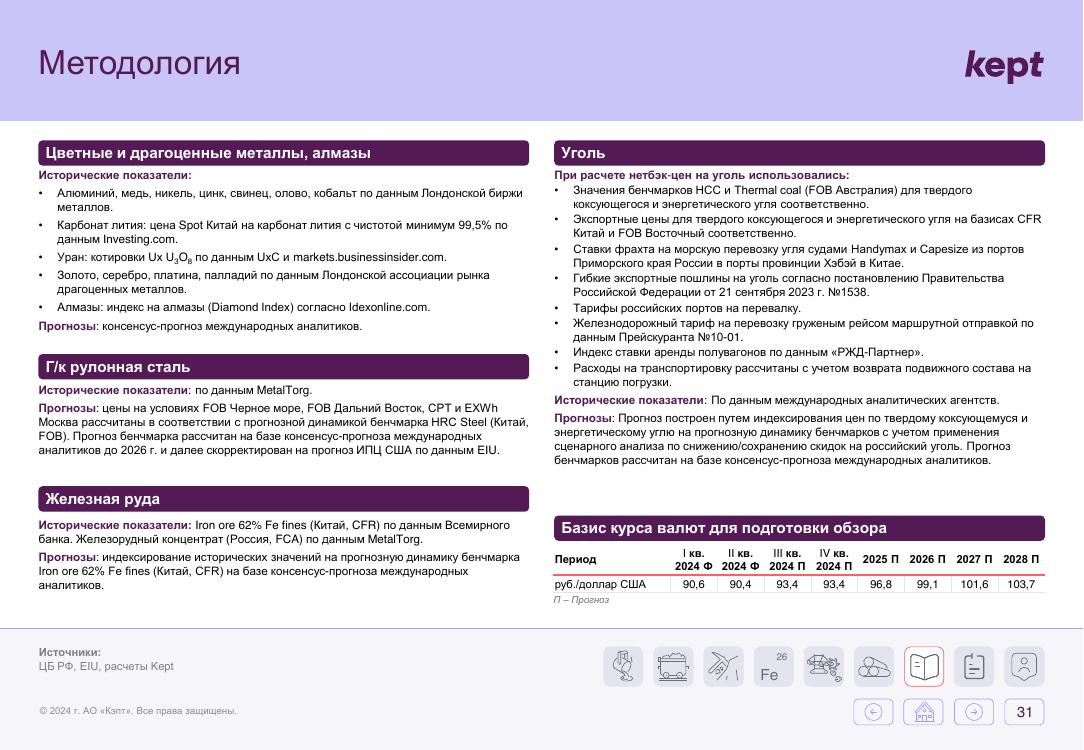 Методология
kept
Цветные и драгоценные металлы, алмазы
Исторические показатели:
• Алюминий, медь, никель, цинк, свинец, олово, кобальт по данным Лондонской биржи
металлов.
• Карбонат лития: цена Spot Китай на карбонат лития с чистотой минимум 99,5% по
данным Investing.com.
• Уран: котировки Ux U₃O₈ по данным UxC и markets.businessinsider.com.
• Золото, серебро, платина, палладий по данным Лондонской ассоциации рынка
драгоценных металлов.
• Алмазы: индекс на алмазы (Diamond Index) согласно Idexonline.com.
Прогнозы: консенсус-прогноз международных аналитиков.
Г/к рулонная сталь
Исторические показатели: по данным MetalTorg.
Прогнозы: цены на условиях FOB Черное море, FOB Дальний Восток, CPT и EXWh
Москва рассчитаны в соответствии с прогнозной динамикой бенчмарка HRC Steel (Китай,
FOB). Прогноз бенчмарка рассчитан на базе консенсус-прогноза международных
аналитиков до 2026 г. и далее скорректирован на прогноз ИПЦ США по данным EIU.
Железная руда
Исторические показатели: Iron ore 62% Fe fines (Китай, CFR) по данным Всемирного
банка. Железорудный концентрат (Россия, FCA) по данным MetalTorg.
Прогнозы: индексирование исторических значений на прогнозную динамику бенчмарка
Iron ore 62% Fe fines (Китай, CFR) на базе консенсус-прогноза международных
аналитиков.
Уголь
При расчете нетбэк-цен на уголь использовались:
• Значения бенчмарков HCC и Thermal coal (FOB Австралия) для твердого
коксующегося и энергетического угля соответственно.
• Экспортные цены для твердого коксующегося и энергетического угля на базисах CFR
Китай и FOB Восточный соответственно.
• Ставки фрахта на морскую перевозку угля судами Handymax и Capesize из портов
Приморского края России в порты провинции Хэбэй в Китае.
• Гибкие экспортные пошлины на уголь согласно постановлению Правительства
Российской Федерации от 21 сентября 2023 г. №1538.
• Тарифы российских портов на перевалку.
• Железнодорожный тариф на перевозку груженым рейсом маршрутной отправкой по
данным Прейскуранта №10-01.
• Индекс ставки аренды полувагонов по данным «РЖД-Партнер».
• Расходы на транспортировку рассчитаны с учетом возврата подвижного состава на
станцию погрузки.
Исторические показатели: По данным международных аналитических агентств.
Прогнозы: Прогноз построен путем индексирования цен по твердому коксующемуся и
энергетическому углю на прогнозную динамику бенчмарков с учетом применения
сценарного анализа по снижению/сохранению скидок на российский уголь. Прогноз
бенчмарков рассчитан на базе консенсус-прогноза международных аналитиков.
Базис курса валют для подготовки обзора
Период I кв. 2024 Ф II кв. 2024 Ф III кв. 2024 П IV кв. 2024 П 2025 П 2026 П 2027 П 2028 П
руб./доллар США 90,6 90,4 93,4 93,4 96,8 99,1 101,6 103,7
П – Прогноз
Источники:
ЦБ РФ, EIU, расчеты Kept
26
Fe
© 2024 г. АО «Кэпт». Все права защищены.
31